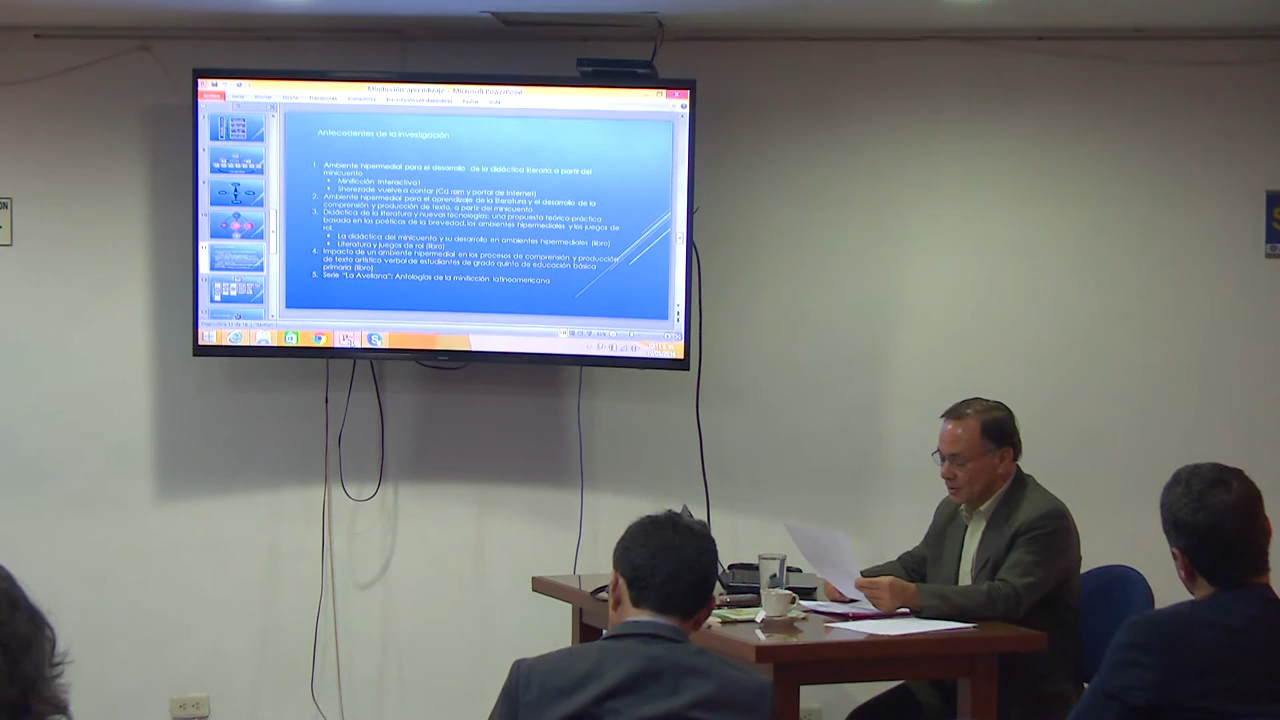 Minificción aprendizaje - Microsoft PowerPoint
Antecedentes de la investigación
1. Ambiente hipermedial para el desarrollo de la didáctica literaria a partir del
minicuento
Minificción Interactiva I
Sherezade vuelve a contar (Cd rom y portal de Internet)
2. Ambiente hipermedial para el aprendizaje de la literatura y el desarrollo de la
comprensión y producción de texto, a partir del minicuento
3. Didáctica de la literatura y nuevas tecnologías: una propuesta teórico-práctica
basada en las poéticas de la brevedad, los ambientes hipermediales y los juegos de
rol.
La didáctica del minicuento y su desarrollo en ambientes hipermediales (libro)
Literatura y juegos de rol (libro)
4. Impacto de un ambiente hipermedial en los procesos de comprensión y producción
de texto artístico verbal de estudiantes de grado quinto de educación básica
primaria (libro)
5. Serie "La Avellana": Antologías de la minificción latinoamericana
ON